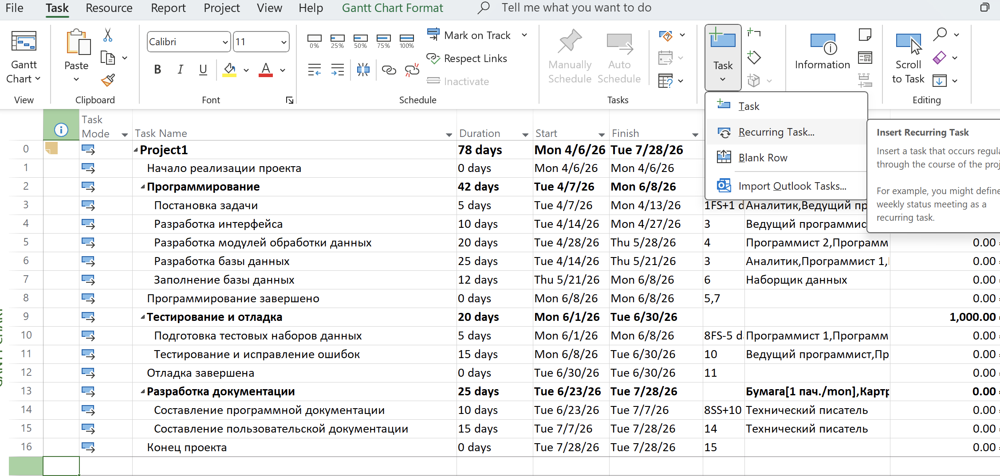 File Task Resource Report Project View Help Gantt Chart Format Tell me what you want to do
Gantt Chart
View
Paste
Clipboard
Calibri 11
B I U A
Font
0% 25% 50% 75% 100%
Mark on Track
Respect Links
Inactivate
Schedule
Manually Schedule
Auto Schedule
Tasks
Task
Information
Scroll to Task
Editing
Task
Recurring Task...
Blank Row
Import Outlook Tasks...
Insert Recurring Task
Insert a task that occurs
through the course of the
For example, you might define
weekly status meeting as a
recurring task.
Task Mode Task Name Duration Start Finish
0 Project1 78 days Mon 4/6/26 Tue 7/28/26
1 Начало реализации проекта 0 days Mon 4/6/26 Mon 4/6/26
2 Программирование 42 days Tue 4/7/26 Mon 6/8/26
3 Постановка задачи 5 days Tue 4/7/26 Mon 4/13/26 1FS+1 d Аналитик,Ведущий пр
4 Разработка интерфейса 10 days Tue 4/14/26 Mon 4/27/26 3 Ведущий программис
5 Разработка модулей обработки данных 20 days Tue 4/28/26 Thu 5/28/26 4 Программист 2,Программ 0.00
6 Разработка базы данных 25 days Tue 4/14/26 Thu 5/21/26 3 Аналитик,Программист 1, 0.00
7 Заполнение базы данных 12 days Thu 5/21/26 Mon 6/8/26 6 Наборщик данных 0.00
8 Программирование завершено 0 days Mon 6/8/26 Mon 6/8/26 5,7 0.00
9 Тестирование и отладка 20 days Mon 6/1/26 Tue 6/30/26 1,000.00
10 Подготовка тестовых наборов данных 5 days Mon 6/1/26 Mon 6/8/26 8FS-5 d Программист 1,Программ 0.00
11 Тестирование и исправление ошибок 15 days Mon 6/8/26 Tue 6/30/26 10 Ведущий программист,Пр 0.00
12 Отладка завершена 0 days Tue 6/30/26 Tue 6/30/26 11 0.00
13 Разработка документации 25 days Tue 6/23/26 Tue 7/28/26 Бумага[1 пач./mon],Картр 0.00
14 Составление программной документации 10 days Tue 6/23/26 Tue 7/7/26 8SS+10 Технический писатель 0.00
15 Составление пользовательской документации 15 days Tue 7/7/26 Tue 7/28/26 14 Технический писатель 0.00
16 Конец проекта 0 days Tue 7/28/26 Tue 7/28/26 15 0.00